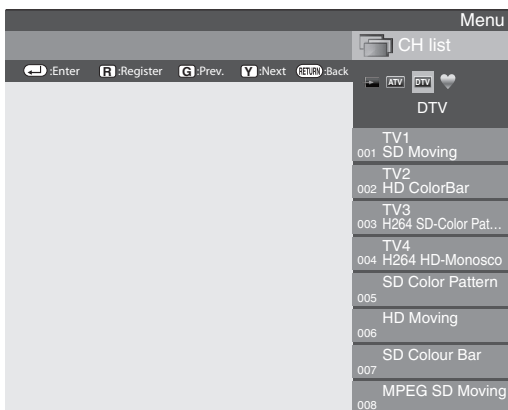 Menu
CH list
:Enter R :Register G :Prev. Y :Next RETURN :Back
ATV DTV
DTV
TV1
001 SD Moving
TV2
002 HD ColorBar
TV3
003 H264 SD-Color Pat...
TV4
004 H264 HD-Monosco
SD Color Pattern
005
HD Moving
006
SD Colour Bar
007
MPEG SD Moving
008